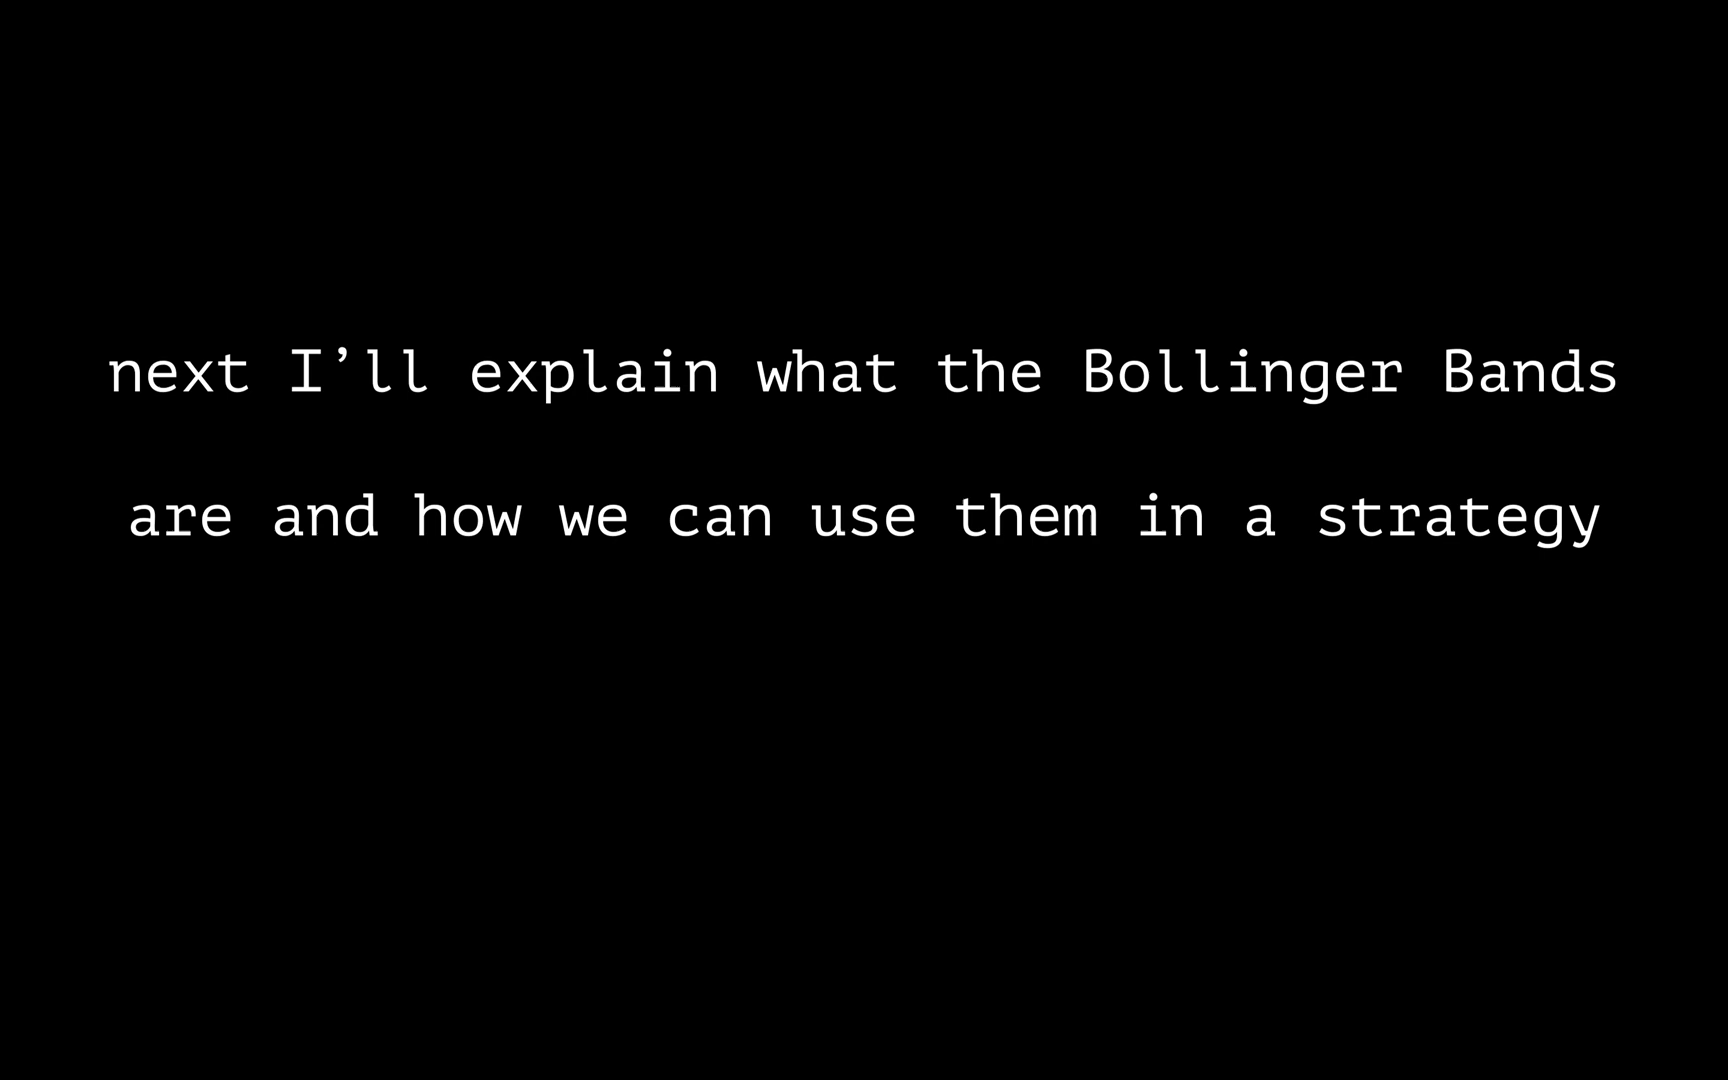 next I’ll explain what the Bollinger Bands
are and how we can use them in a strategy